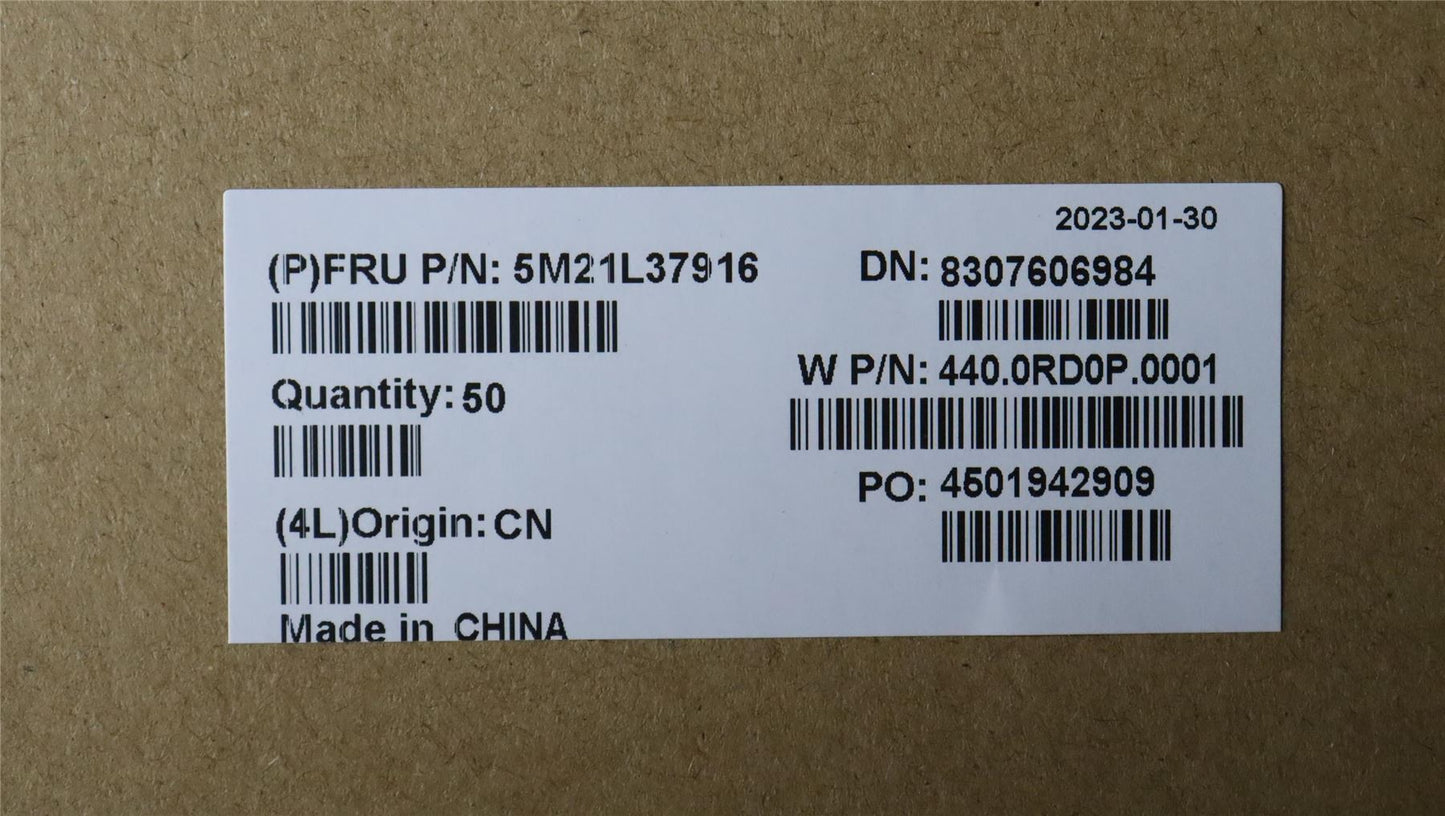 2023-01-30
(P)FRU P/N: 5M21L37916
DN: 8307606984
W P/N: 440.0RD0P.0001
Quantity: 50
PO: 4501942909
(4L)Origin: CN
Made in CHINA